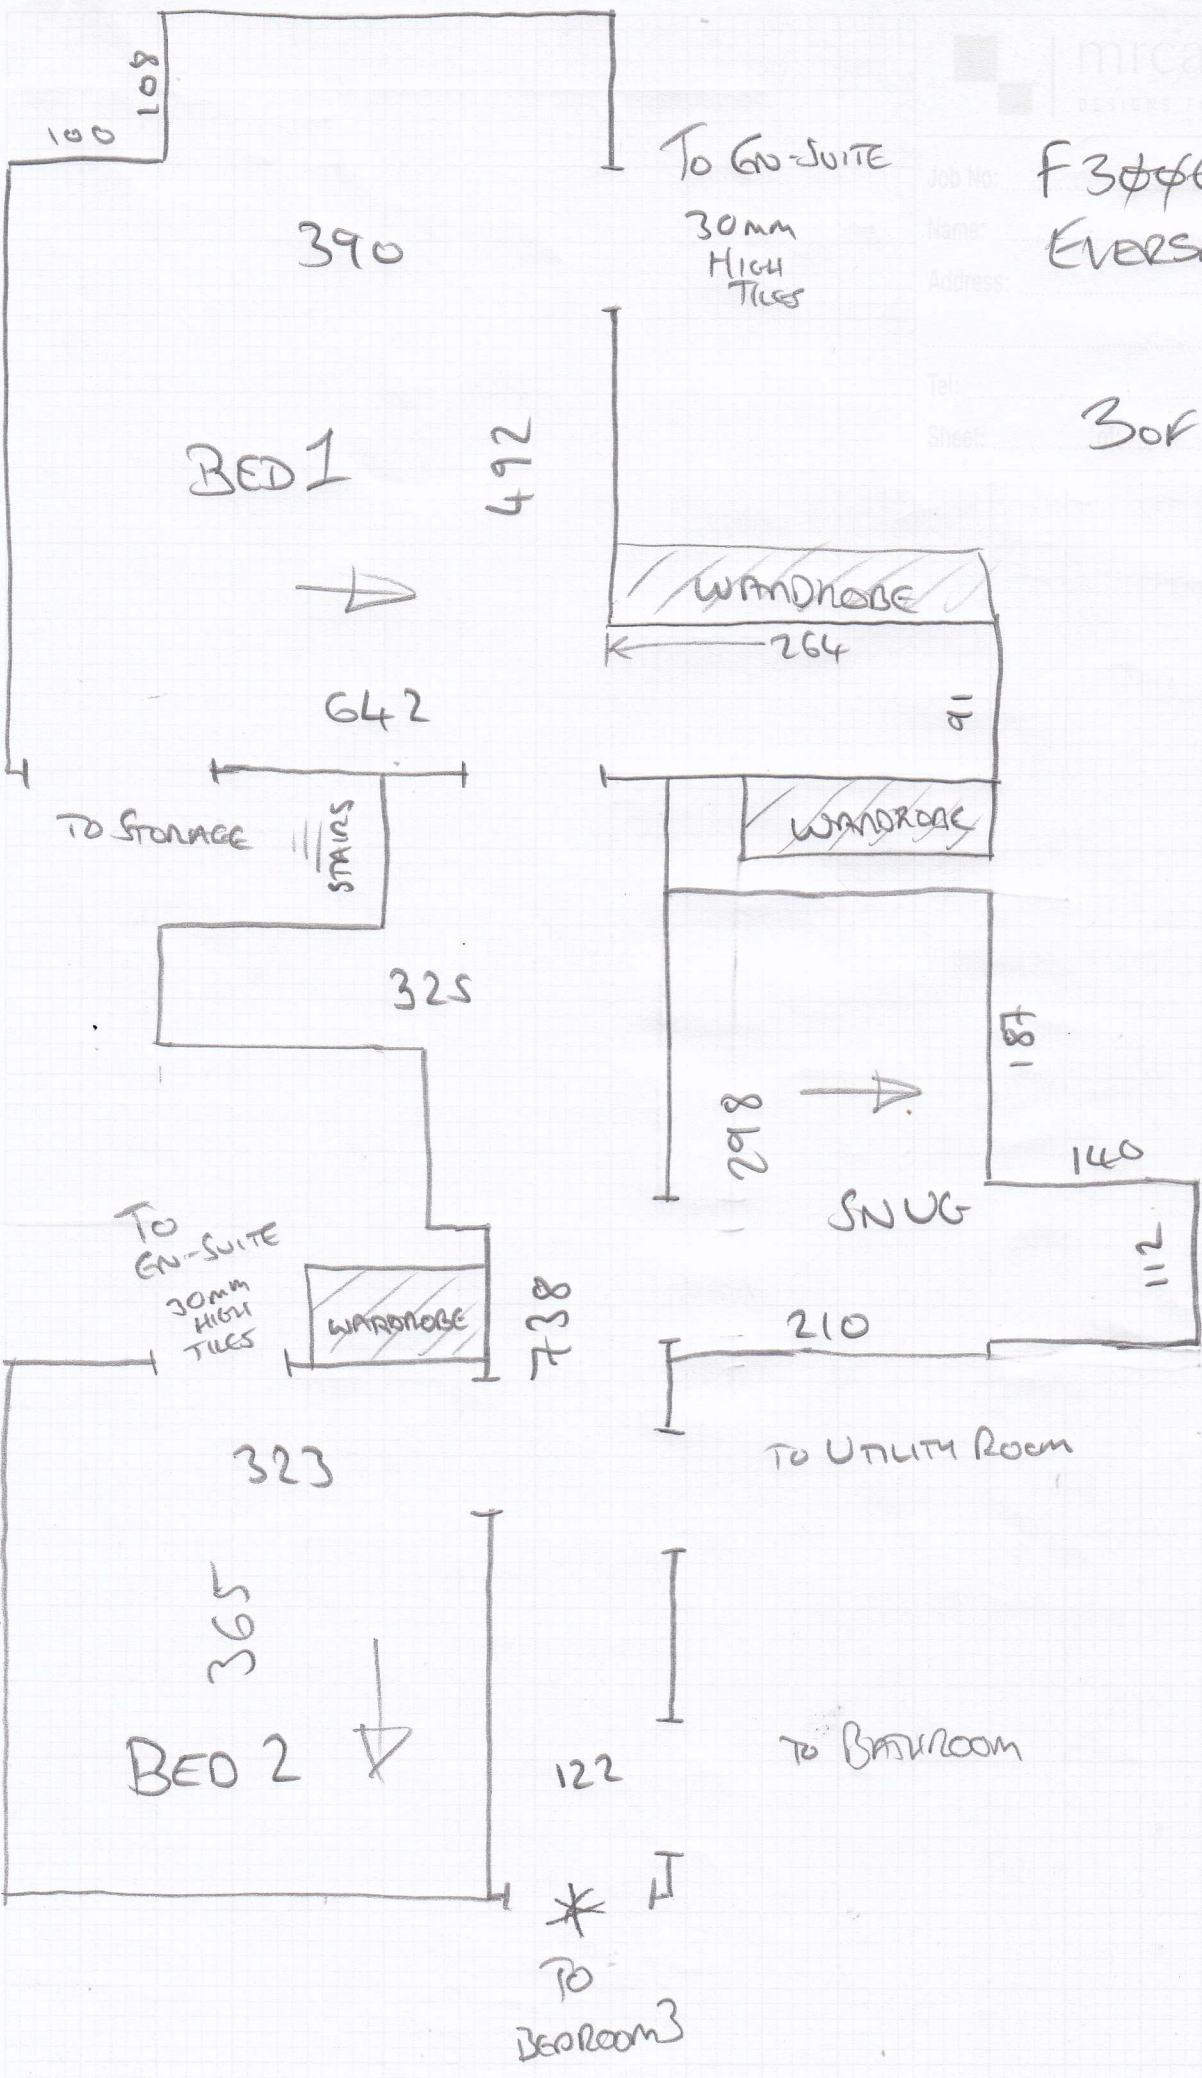 mrca
DESIGNS F
108
100
TO EN-SUITE
30mm
HIGH
TILES
Job No:
F3
Name:
EVERS
Address:
390
Tel:
Sheet:
3 OF
BED 1
492
WARDROBE
264
91
642
TO STORAGE
STAIRS
WARDROBE
325
187
298
140
SNUG
112
TO
EN-SUITE
30mm
HIGH
TILES
WARDROBE
738
210
323
TO UTILITY ROOM
365
BED 2
122
TO BATHROOM
*
TO
BEDROOM 3